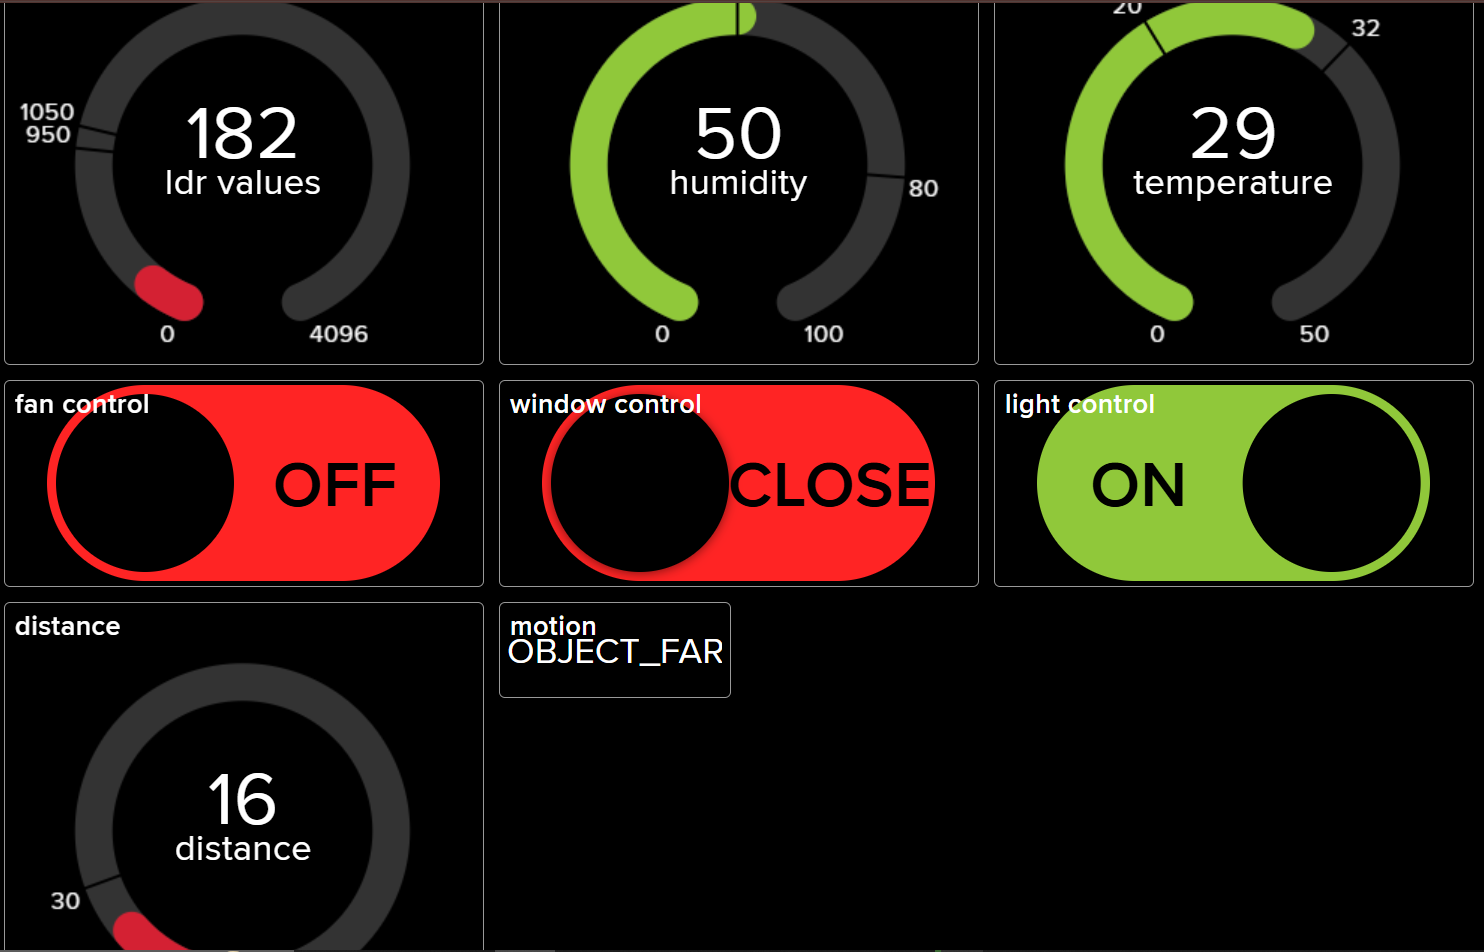 20
32
1050
950
182
ldr values
50
humidity
80
29
temperature
0
4096
0
100
0
50
fan control
OFF
window control
CLOSE
light control
ON
distance
motion
OBJECT_FAR
16
distance
30